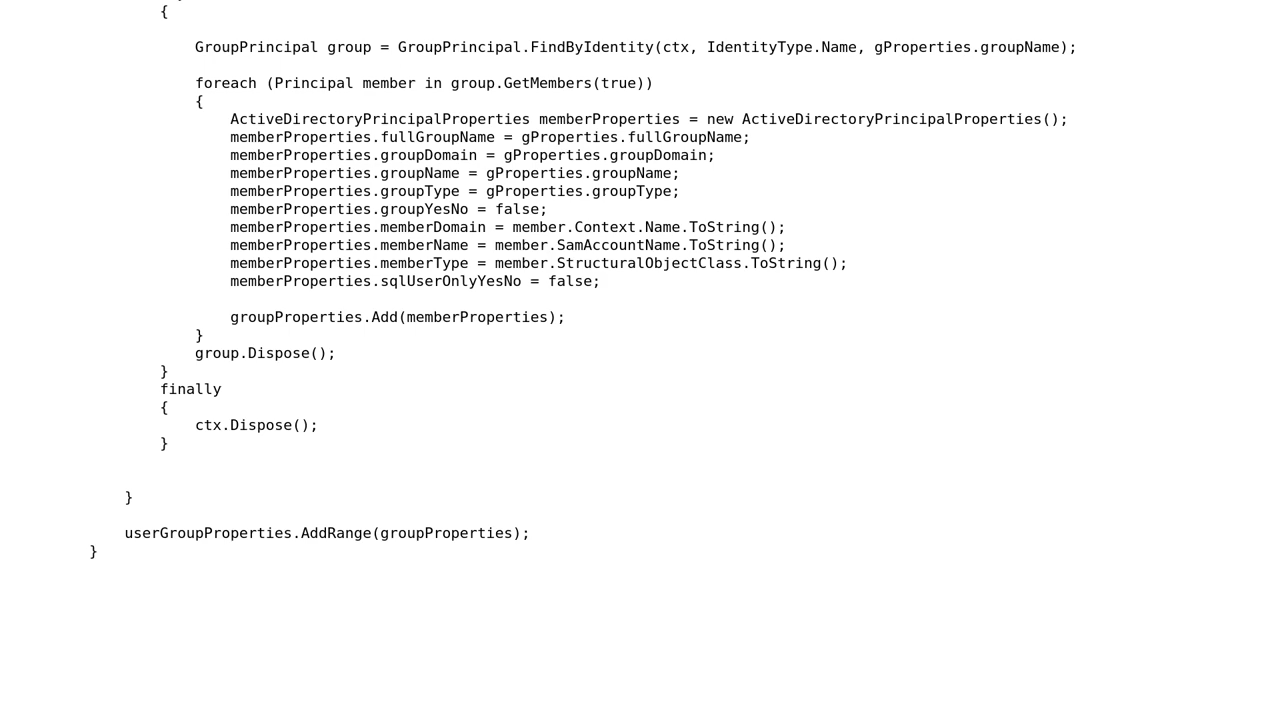 {
GroupPrincipal group = GroupPrincipal.FindByIdentity(ctx, IdentityType.Name, gProperties.groupName);
foreach (Principal member in group.GetMembers(true))
{
ActiveDirectoryPrincipalProperties memberProperties = new ActiveDirectoryPrincipalProperties();
memberProperties.fullGroupName = gProperties.fullGroupName;
memberProperties.groupDomain = gProperties.groupDomain;
memberProperties.groupName = gProperties.groupName;
memberProperties.groupType = gProperties.groupType;
memberProperties.groupYesNo = false;
memberProperties.memberDomain = member.Context.Name.ToString();
memberProperties.memberName = member.SamAccountName.ToString();
memberProperties.memberType = member.StructuralObjectClass.ToString();
memberProperties.sqlUserOnlyYesNo = false;
groupProperties.Add(memberProperties);
}
group.Dispose();
}
finally
{
ctx.Dispose();
}
}
userGroupProperties.AddRange(groupProperties);
}